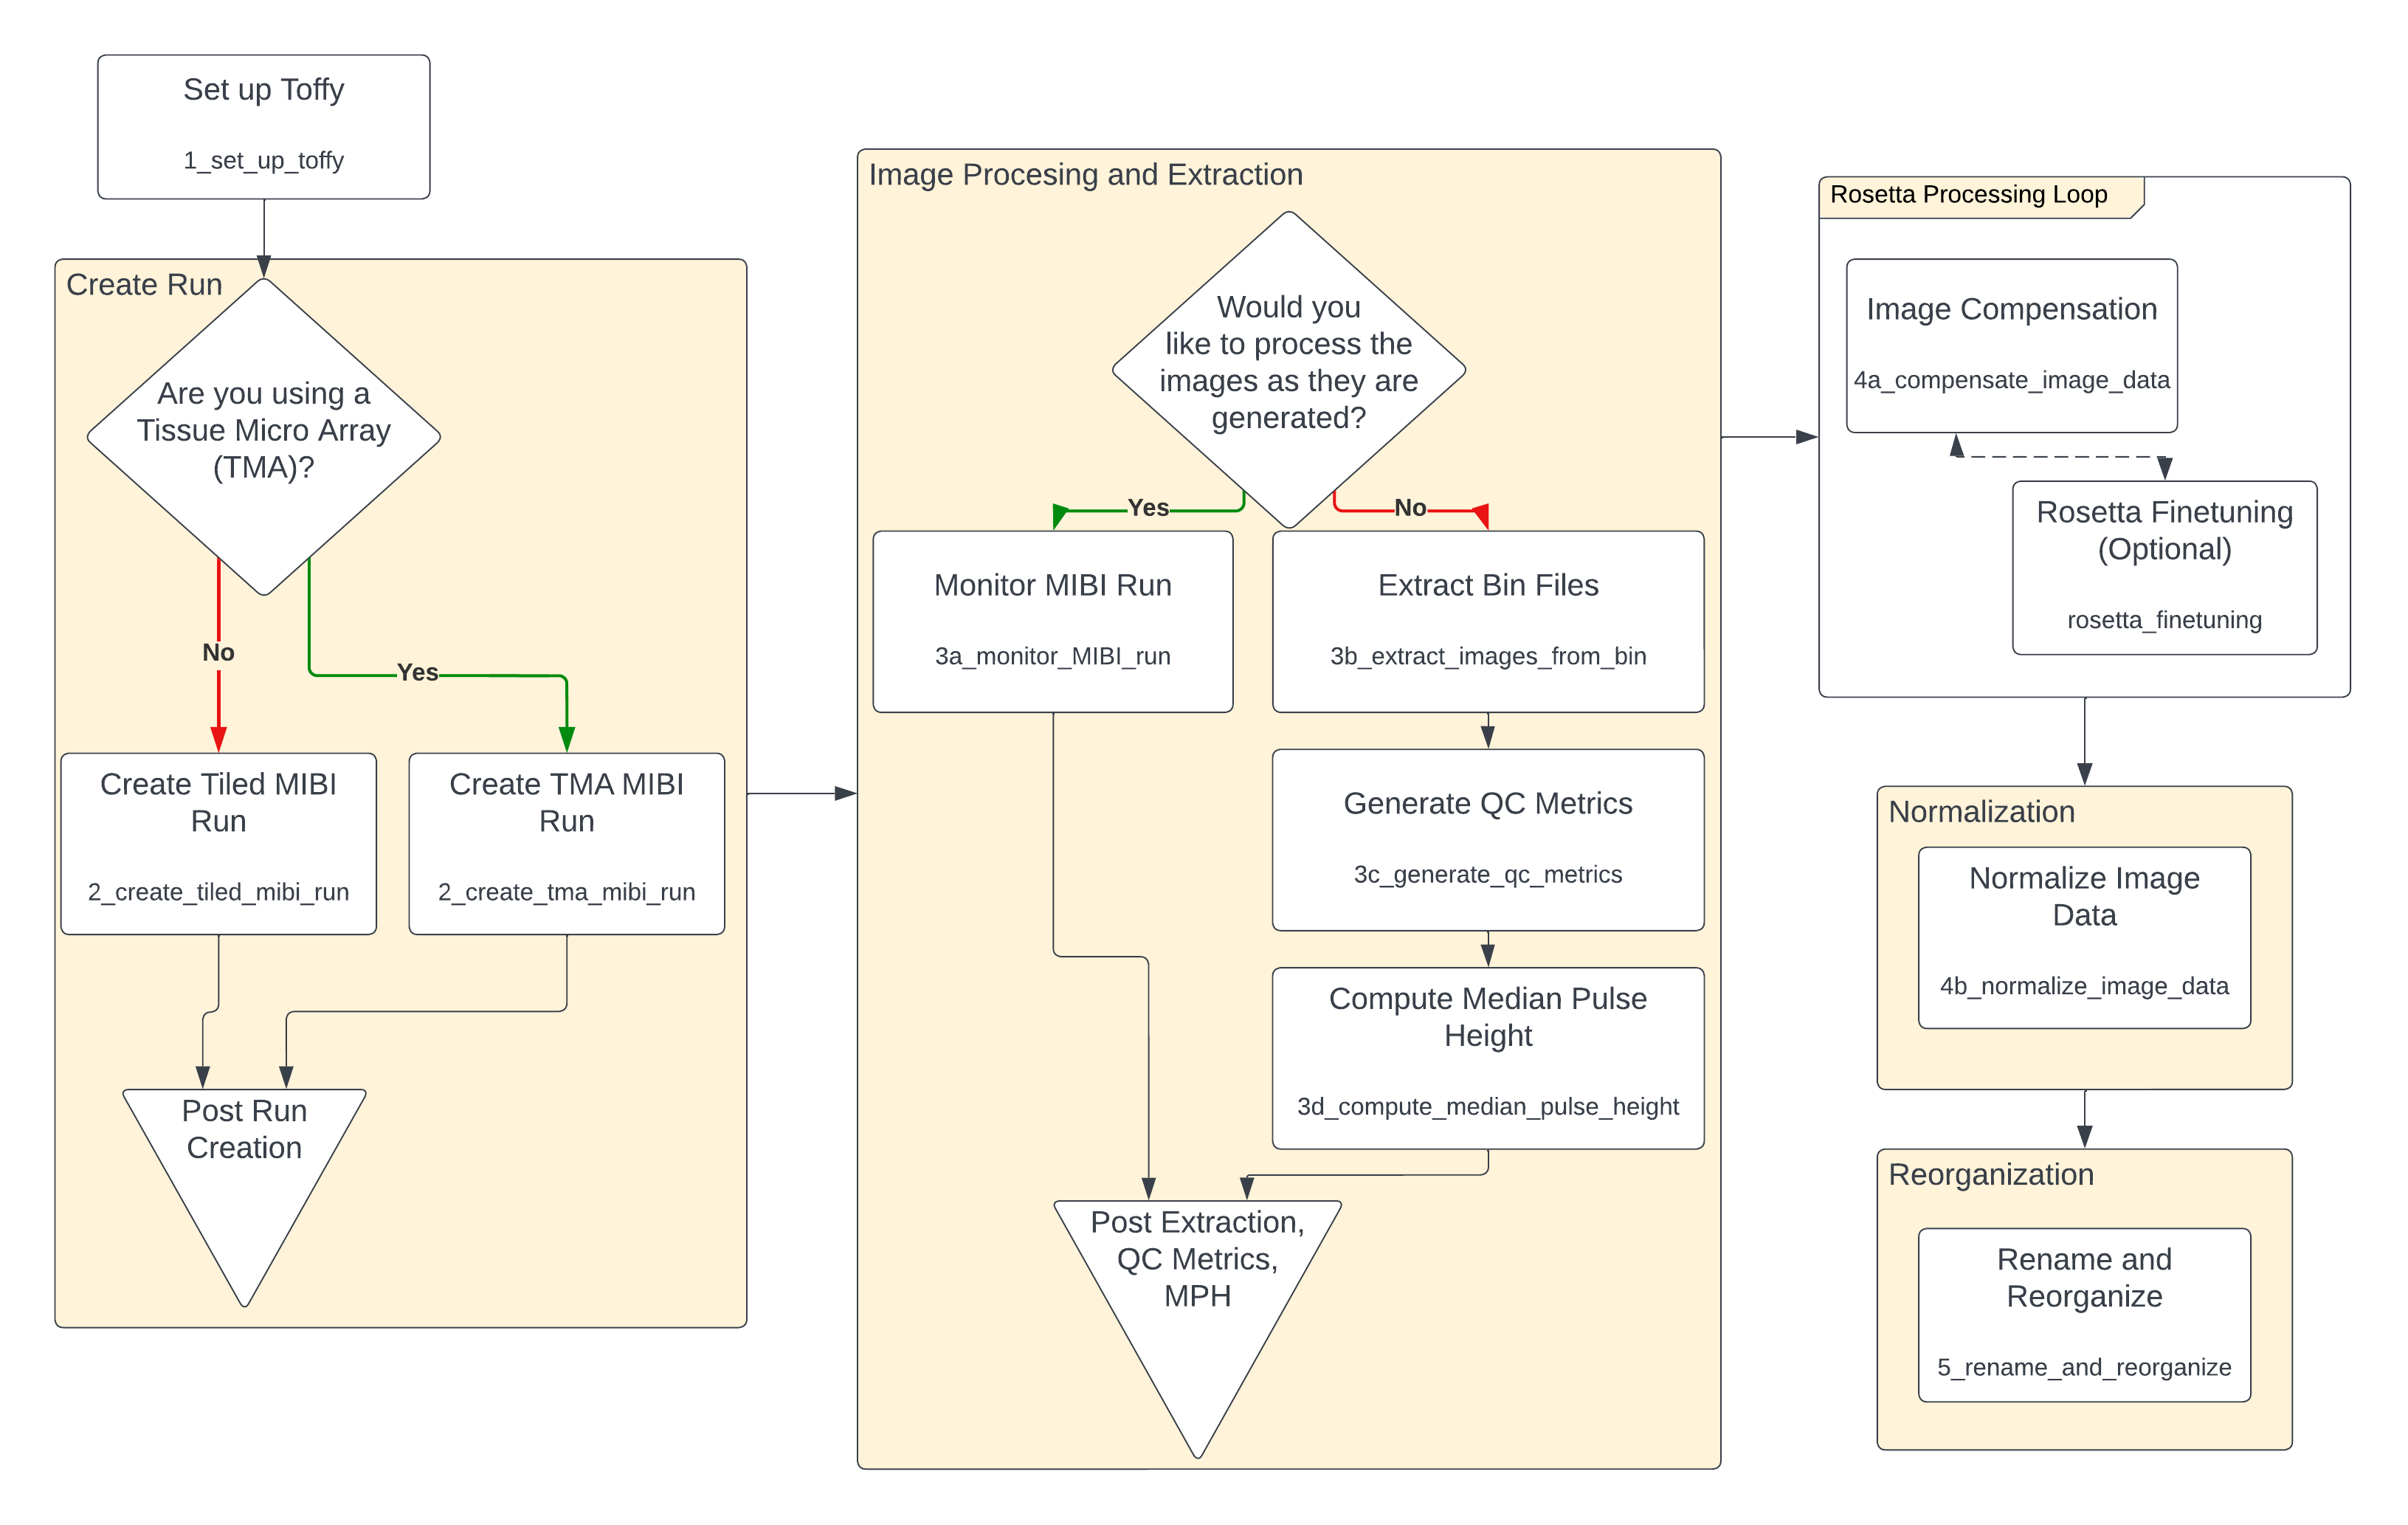 Set up Toffy
1_set_up_toffy
Create Run
Are you using a
Tissue Micro Array
(TMA)?
No
Yes
Create Tiled MIBI
Run
2_create_tiled_mibi_run
Create TMA MIBI
Run
2_create_tma_mibi_run
Post Run
Creation
Image Procesing and Extraction
Would you
like to process the
images as they are
generated?
Yes
No
Monitor MIBI Run
3a_monitor_MIBI_run
Extract Bin Files
3b_extract_images_from_bin
Generate QC Metrics
3c_generate_qc_metrics
Compute Median Pulse
Height
3d_compute_median_pulse_height
Post Extraction,
QC Metrics,
MPH
Rosetta Processing Loop
Image Compensation
4a_compensate_image_data
Rosetta Finetuning
(Optional)
rosetta_finetuning
Normalization
Normalize Image
Data
4b_normalize_image_data
Reorganization
Rename and
Reorganize
5_rename_and_reorganize